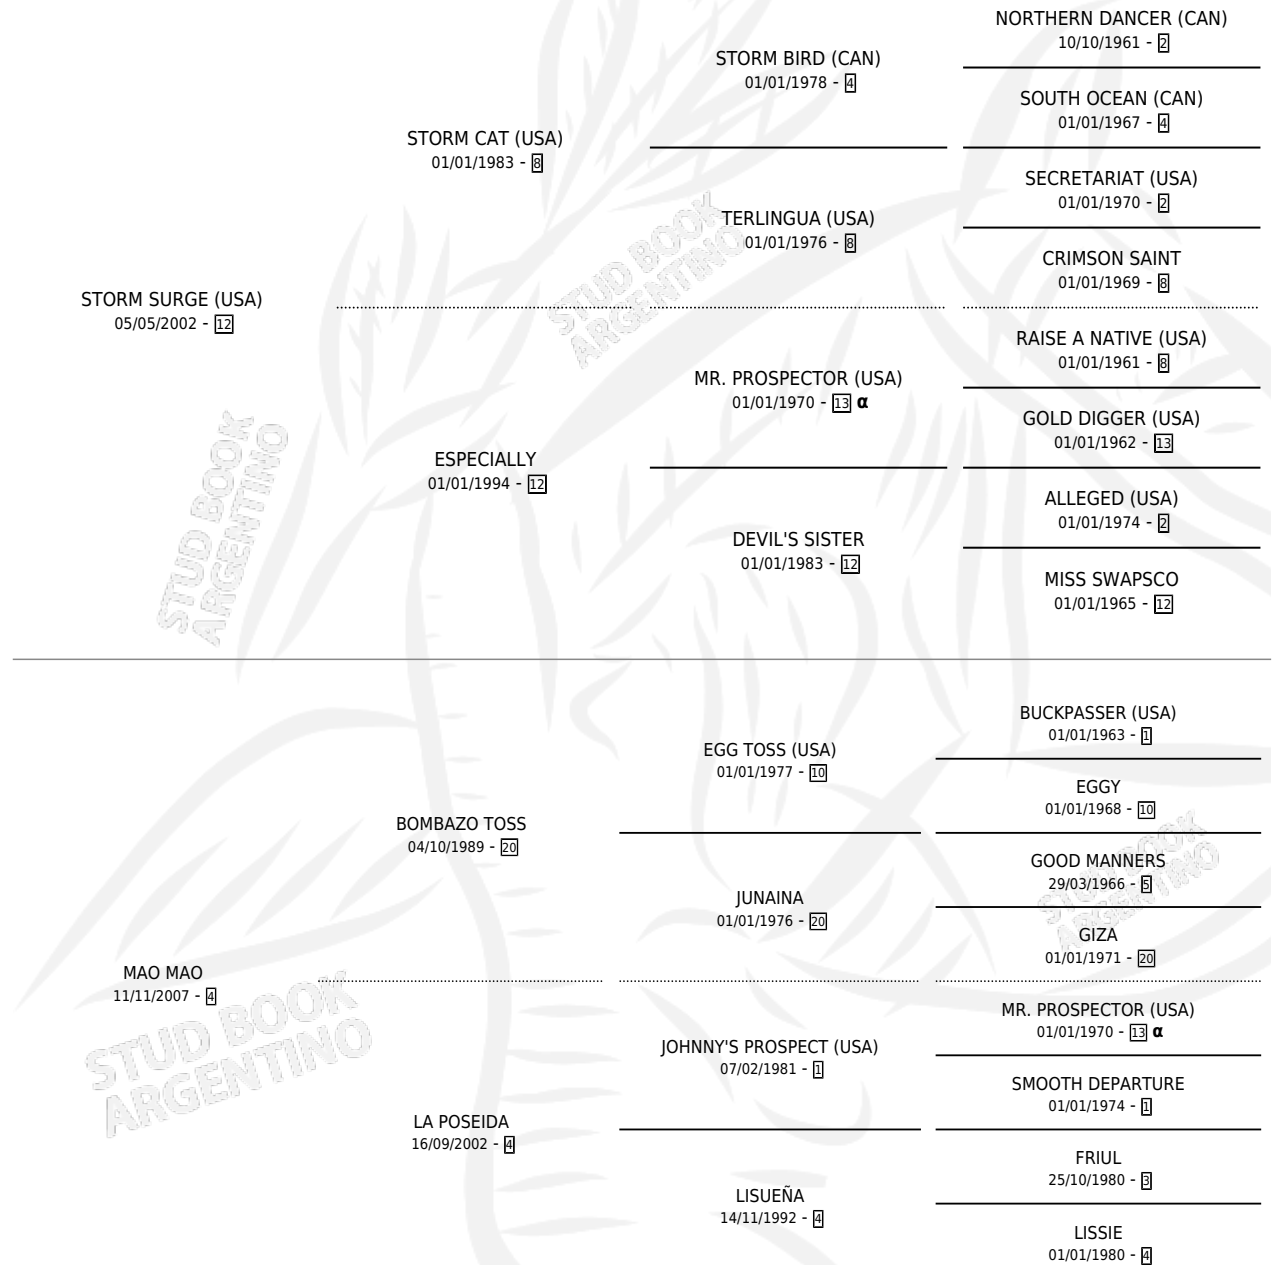 NORTHERN DANCER (CAN)
10/10/1961 - 2
STORM BIRD (CAN)
01/01/1978 - 4
SOUTH OCEAN (CAN)
01/01/1967 - 4
STORM CAT (USA)
01/01/1983 - 8
SECRETARIAT (USA)
01/01/1970 - 2
TERLINGUA (USA)
01/01/1976 - 8
CRIMSON SAINT
01/01/1969 - 8
STORM SURGE (USA)
05/05/2002 - 12
RAISE A NATIVE (USA)
01/01/1961 - 8
MR. PROSPECTOR (USA)
01/01/1970 - 13 α
GOLD DIGGER (USA)
01/01/1962 - 13
ESPECIALLY
01/01/1994 - 12
ALLEGED (USA)
01/01/1974 - 2
DEVIL'S SISTER
01/01/1983 - 12
MISS SWAPSCO
01/01/1965 - 12
BUCKPASSER (USA)
01/01/1963 - 1
EGG TOSS (USA)
01/01/1977 - 10
EGGY
01/01/1968 - 10
BOMBAZO TOSS
04/10/1989 - 20
GOOD MANNERS
29/03/1966 - 5
JUNAINA
01/01/1976 - 20
GIZA
01/01/1971 - 20
MAO MAO
11/11/2007 - 4
MR. PROSPECTOR (USA)
01/01/1970 - 13 α
JOHNNY'S PROSPECT (USA)
07/02/1981 - 1
SMOOTH DEPARTURE
01/01/1974 - 1
LA POSEIDA
16/09/2002 - 4
FRIUL
25/10/1980 - 3
LISUEÑA
14/11/1992 - 4
LISSIE
01/01/1980 - 4
STUD BOOK
ARGENTINO
STUD BOOK
ARGENTINO
STUD BOOK
ARGENTINO
STUD BOOK
ARGENTINO